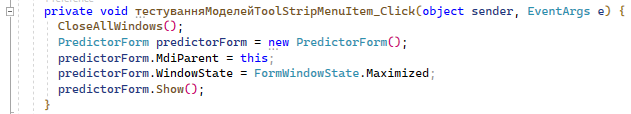 private void тестуванняМоделейToolStripMenuItem_Click(object sender, EventArgs e) {
CloseAllWindows();
PredictorForm predictorForm = new PredictorForm();
predictorForm.MdiParent = this;
predictorForm.WindowState = FormWindowState.Maximized;
predictorForm.Show();
}